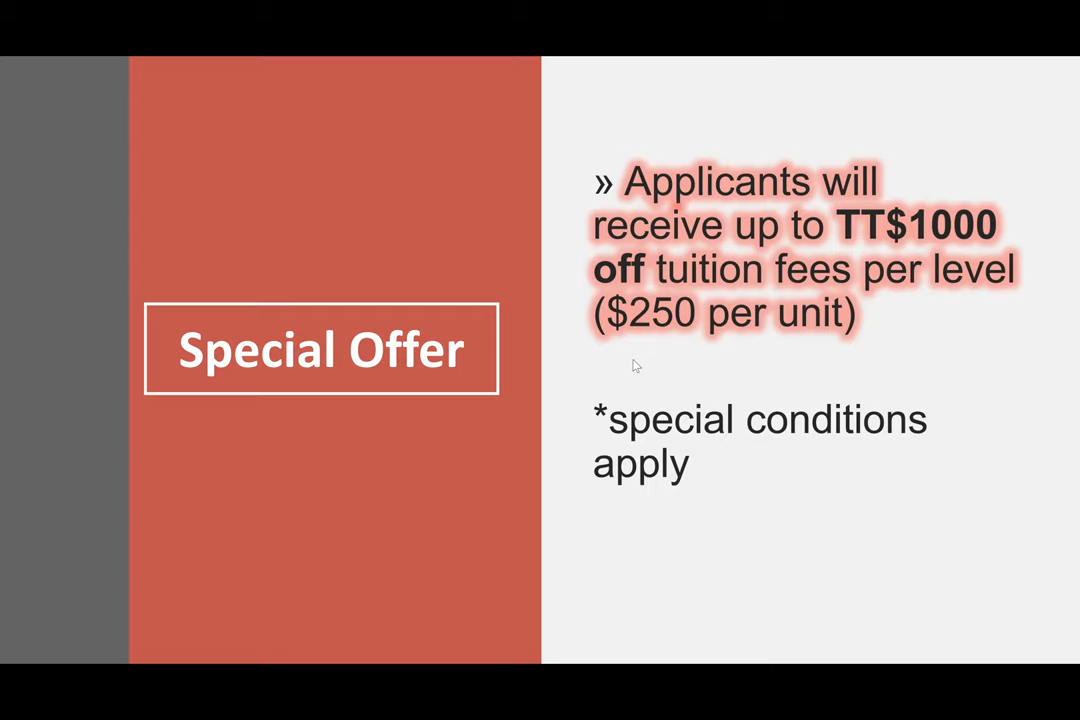 Special Offer
» Applicants will
receive up to TT$1000
off tuition fees per level
($250 per unit)
*special conditions
apply